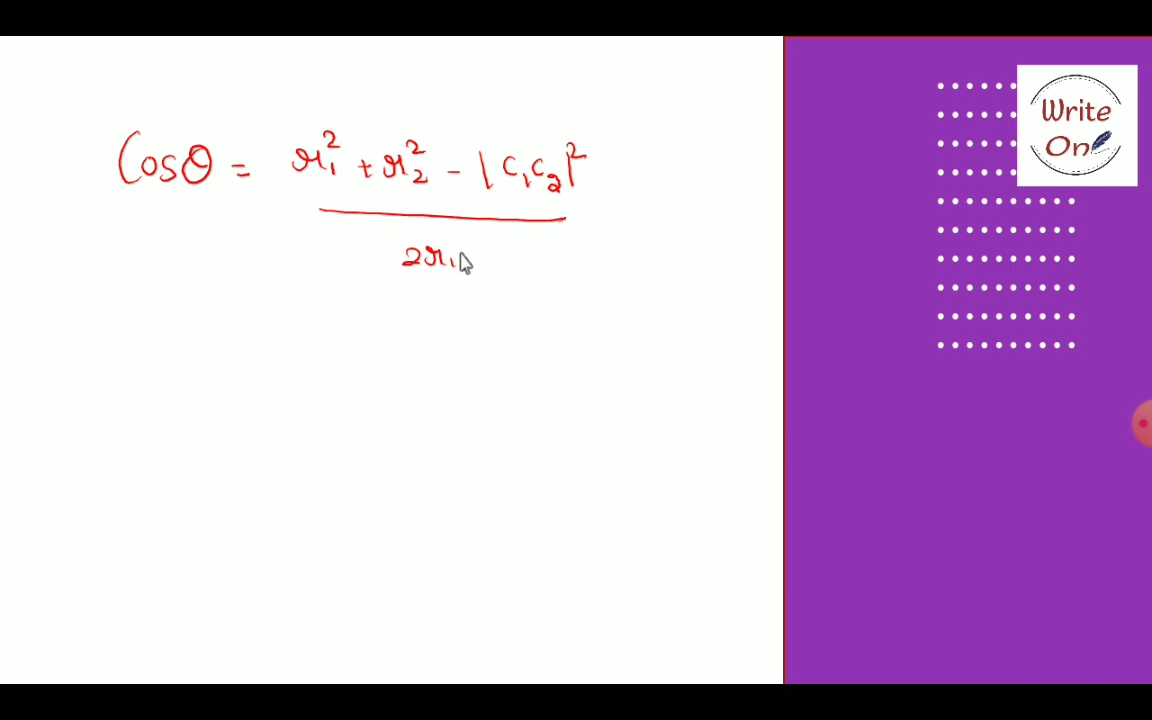 Cosθ = r₁² + r₂² - |c₁c₂|²
2r₁
Write
On